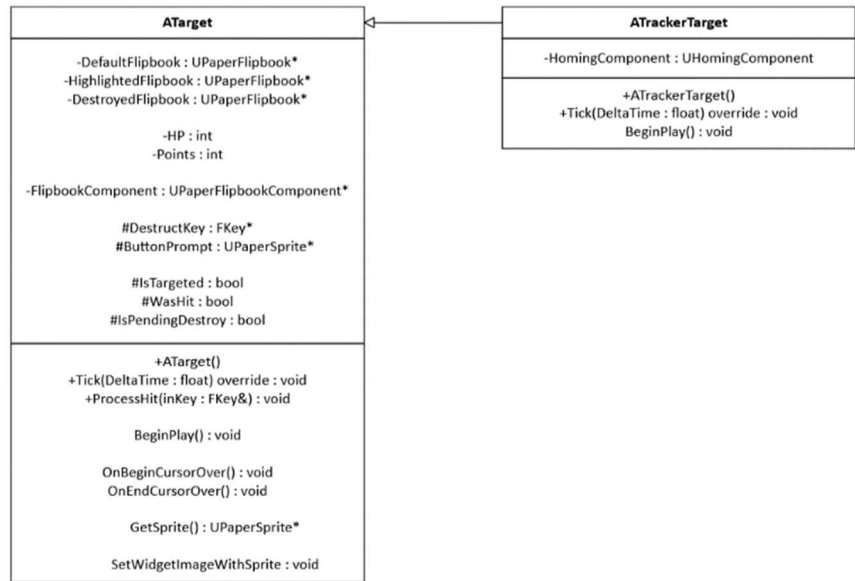 ATarget
-DefaultFlipbook : UPaperFlipbook*
-HighlightedFlipbook : UPaperFlipbook*
-DestroyedFlipbook : UPaperFlipbook*
-HP : int
-Points : int
-FlipbookComponent : UPaperFlipbookComponent*
#DestructKey : FKey*
#ButtonPrompt : UPaperSprite*
#IsTargeted : bool
#WasHit : bool
#IsPendingDestroy : bool
+ATarget()
+Tick(DeltaTime : float) override : void
+ProcessHit(inKey : FKey&) : void
BeginPlay() : void
OnBeginCursorOver() : void
OnEndCursorOver() : void
GetSprite() : UPaperSprite*
SetWidgetImageWithSprite : void
ATrackerTarget
-HomingComponent : UHomingComponent
+ATrackerTarget()
+Tick(DeltaTime : float) override : void
BeginPlay() : void